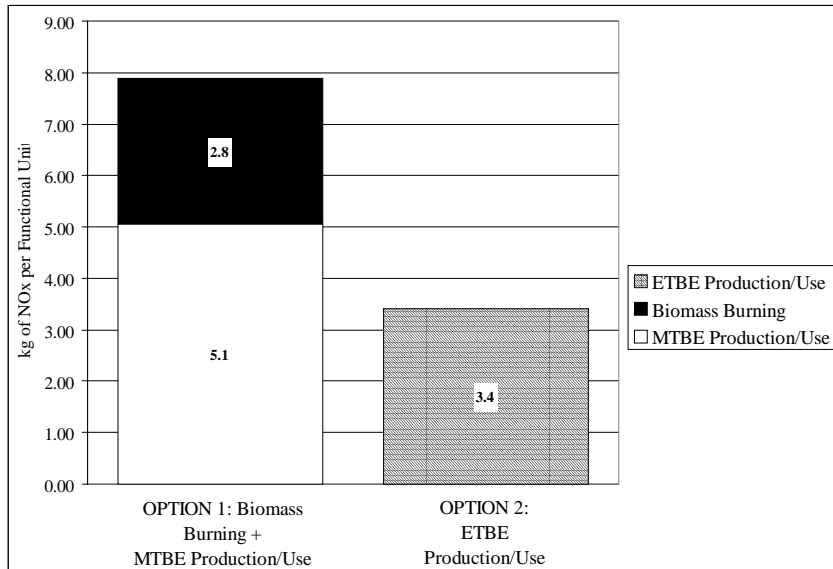 9.00
8.00
7.00
6.00
5.00
4.00
3.00
2.00
1.00
0.00
kg of NOx per Functional Unit
2.8
5.1
3.4
ETBE Production/Use
Biomass Burning
MTBE Production/Use
OPTION 1: Biomass
Burning +
MTBE Production/Use
OPTION 2:
ETBE
Production/Use